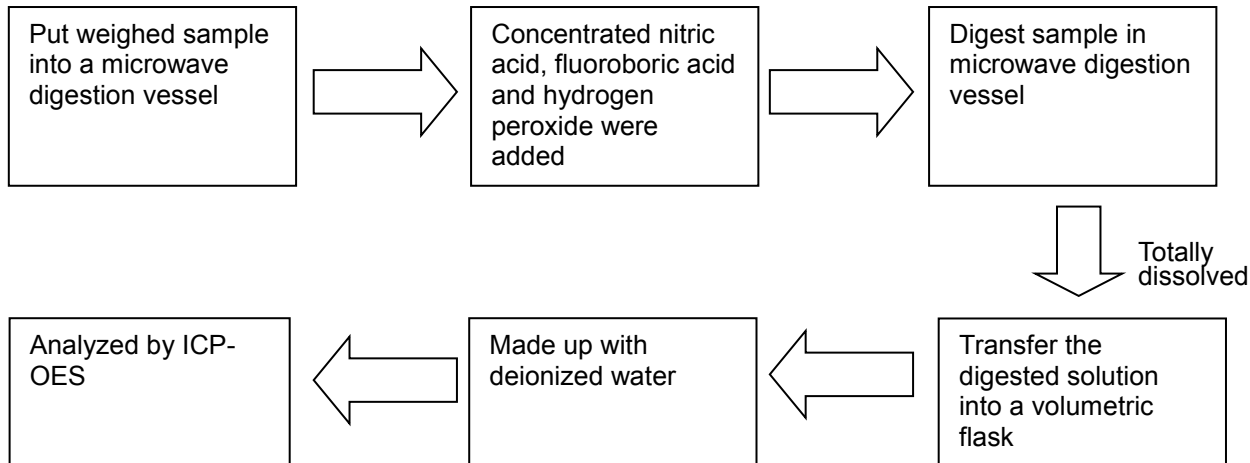 Put weighed sample
into a microwave
digestion vessel
Concentrated nitric
acid, fluoroboric acid
and hydrogen
peroxide were
added
Digest sample in
microwave digestion
vessel
Totally
dissolved
Transfer the
digested solution
into a volumetric
flask
Made up with
deionized water
Analyzed by ICP-
OES